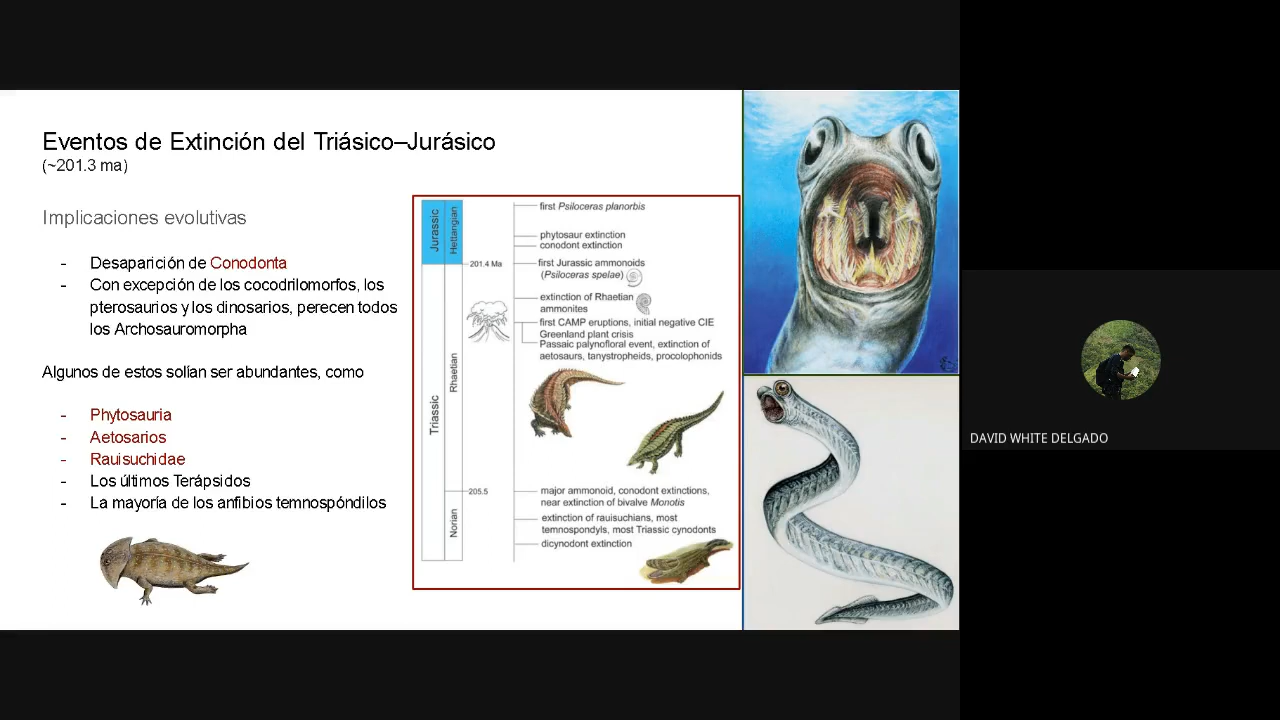 Eventos de Extinción del Triásico–Jurásico
(~201.3 ma)
Implicaciones evolutivas
- Desaparición de Conodonta
- Con excepción de los cocodrilomorfos, los
pterosaurios y los dinosarios, perecen todos
los Archosauromorpha
Algunos de estos solían ser abundantes, como
- Phytosauria
- Aetosarios
- Rauisuchidae
- Los últimos Terápsidos
- La mayoría de los anfibios temnospóndilos
Jurassic
Hettangian
Triassic
Rhaetian
Norian
201.4 Ma
205.5
first Psiloceras planorbis
phytosaur extinction
conodont extinction
first Jurassic ammonoids
(Psiloceras spelae)
extinction of Rhaetian
ammonites
first CAMP eruptions, initial negative CIE
Greenland plant crisis
Passaic palynofloral event, extinction of
aetosaurs, tanystropheids, procolophonids
major ammonoid, conodont extinctions,
near extinction of bivalve Monotis
extinction of rauisuchians, most
temnospondyls, most Triassic cynodonts
dicynodont extinction
DAVID WHITE DELGADO